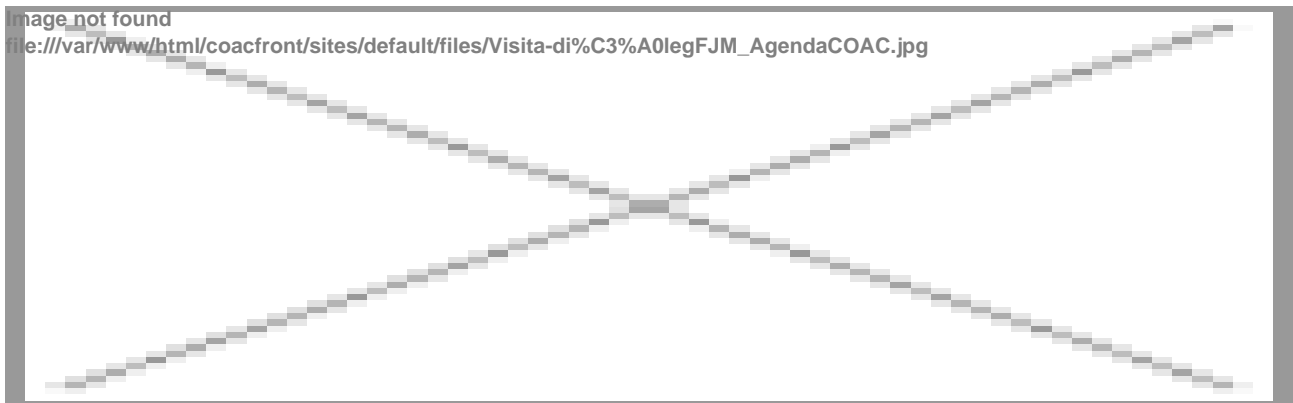 Image not found
file:///var/www/html/coacfront/sites/default/files/Visita-di%C3%A0legFJM_AgendaCOAC.jpg